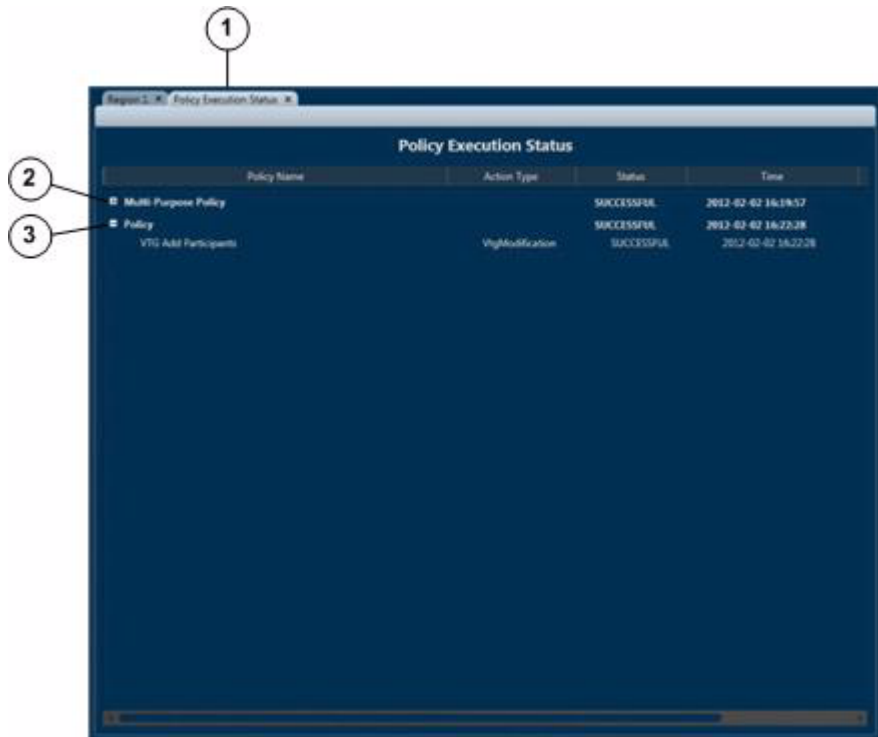 1
Region 1 × Policy Execution Status ×
Policy Execution Status
Policy Name Action Type Status Time
2
Multi-Purpose Policy SUCCESSFUL 2012-02-02 16:19:57
3
Policy SUCCESSFUL 2012-02-02 16:22:28
VTG Add Participants VtgModification SUCCESSFUL 2012-02-02 16:22:28